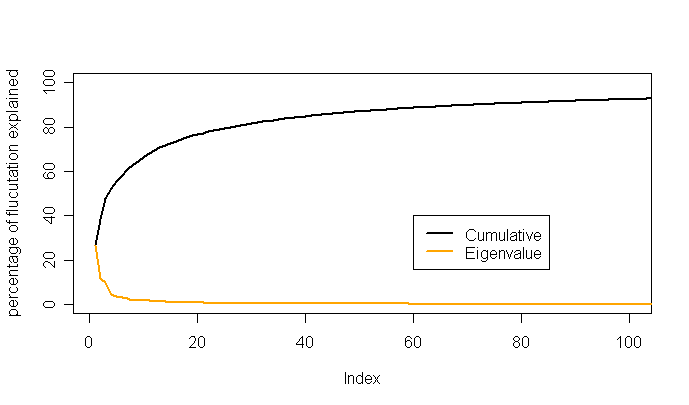 percentage of flucutation explained
100
80
60
40
20
0
Cumulative
Eigenvalue
0 20 40 60 80 100
Index